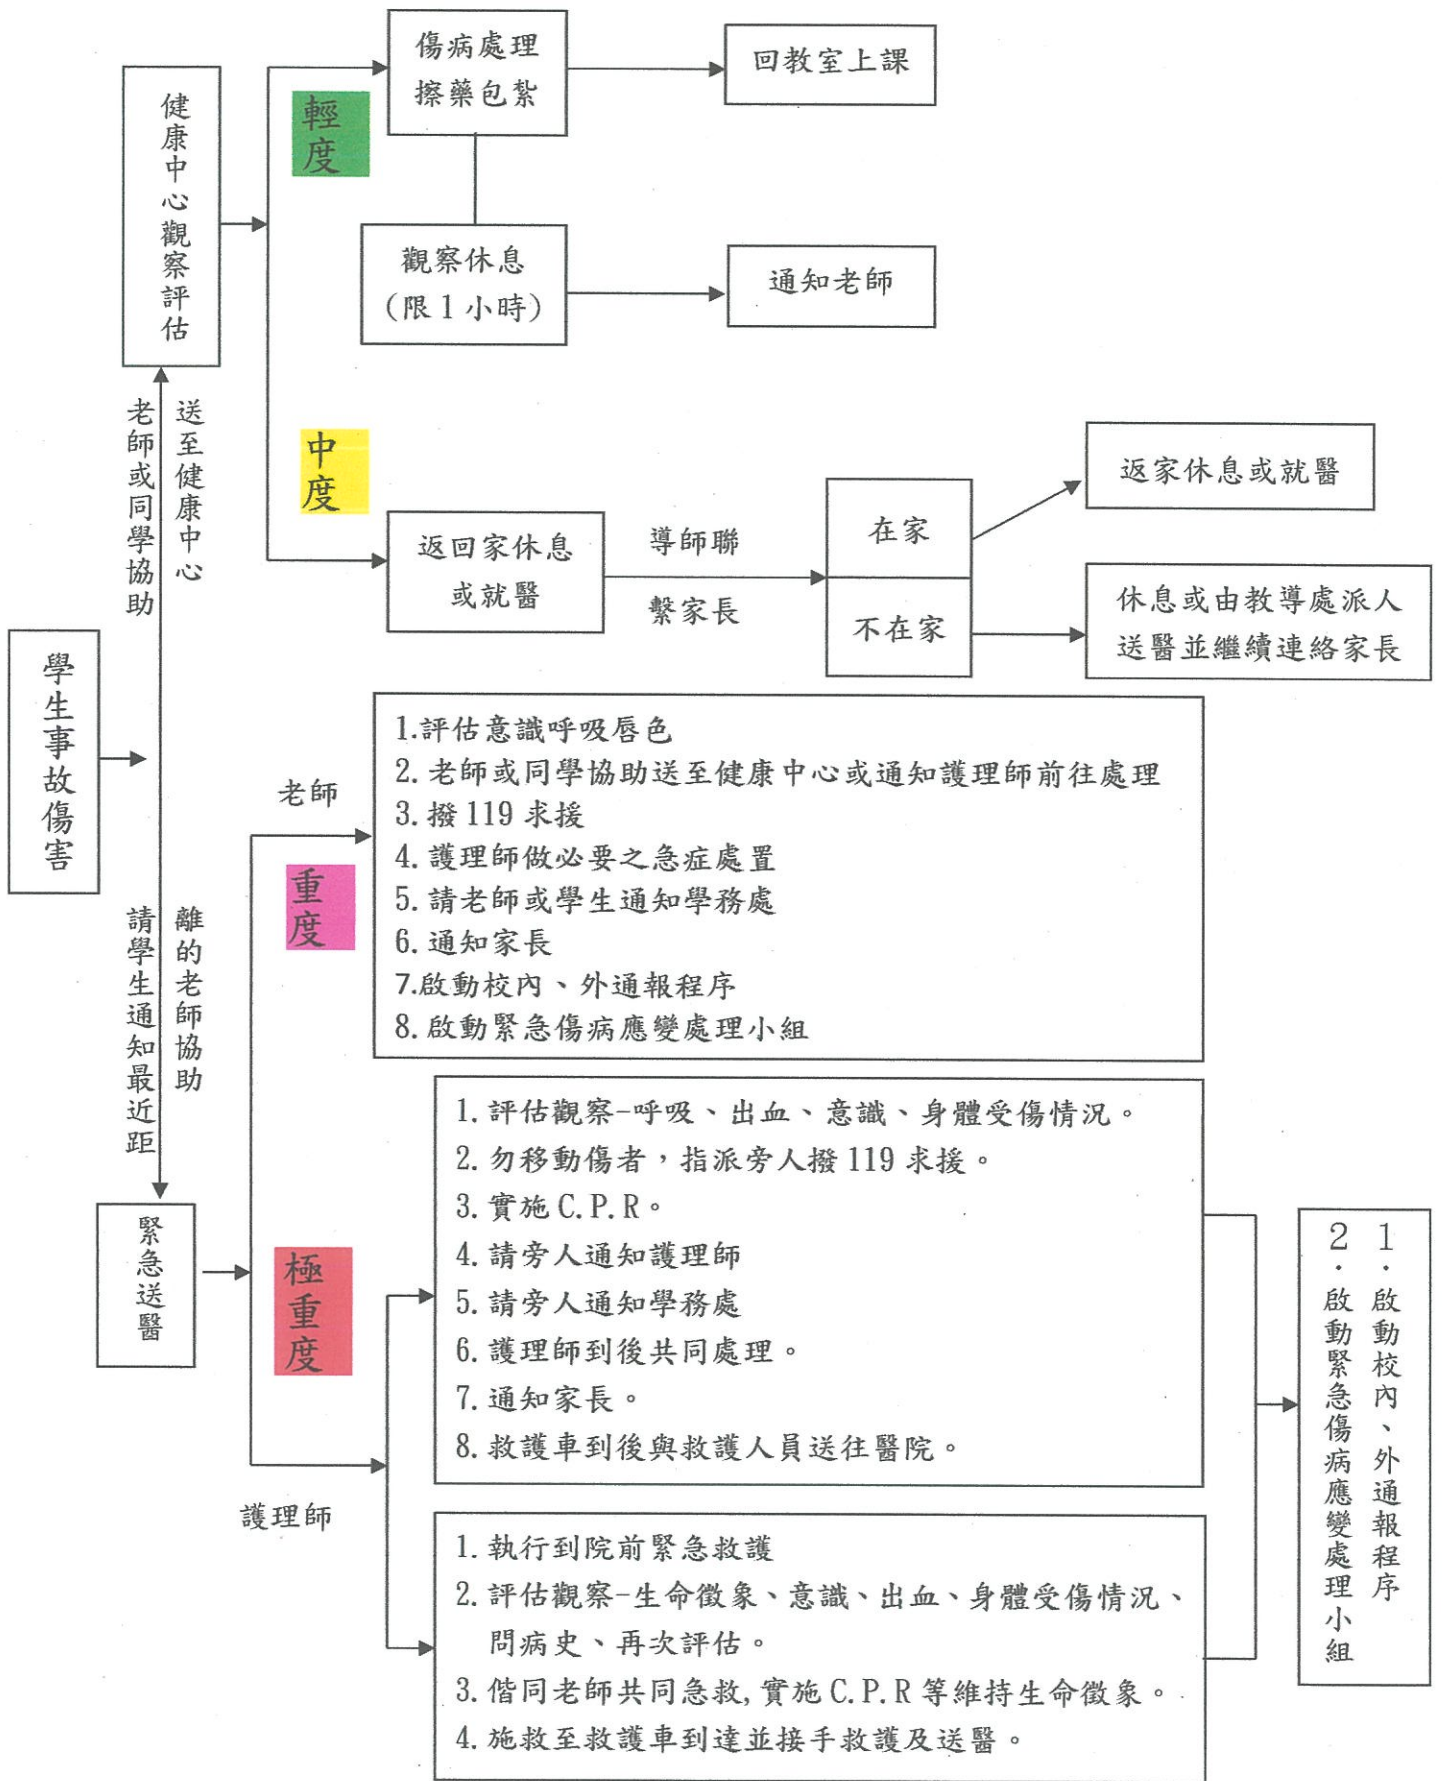 學生事故傷害
老師或同學協助
送至健康中心
健康中心觀察評估
輕度
傷病處理
擦藥包紮
回教室上課
觀察休息
(限1小時)
通知老師
中度
返回家休息
或就醫
導師聯
繫家長
在家
不在家
返家休息或就醫
休息或由教導處派人
送醫並繼續連絡家長
請學生通知最近距
離的老師協助
緊急送醫
老師
重度
1.評估意識呼吸唇色
2.老師或同學協助送至健康中心或通知護理師前往處理
3.撥119求援
4.護理師做必要之急症處置
5.請老師或學生通知學務處
6.通知家長
7.啟動校內、外通報程序
8.啟動緊急傷病應變處理小組
極重度
護理師
1.評估觀察-呼吸、出血、意識、身體受傷情況。
2.勿移動傷者，指派旁人撥119求援。
3.實施C.P.R。
4.請旁人通知護理師
5.請旁人通知學務處
6.護理師到後共同處理。
7.通知家長。
8.救護車到後與救護人員送往醫院。
1.執行到院前緊急救護
2.評估觀察-生命徵象、意識、出血、身體受傷情況、
問病史、再次評估。
3.偕同老師共同急救,實施C.P.R等維持生命徵象。
4.施救至救護車到達並接手救護及送醫。
1.啟動校內、外通報程序
2.啟動緊急傷病應變處理小組